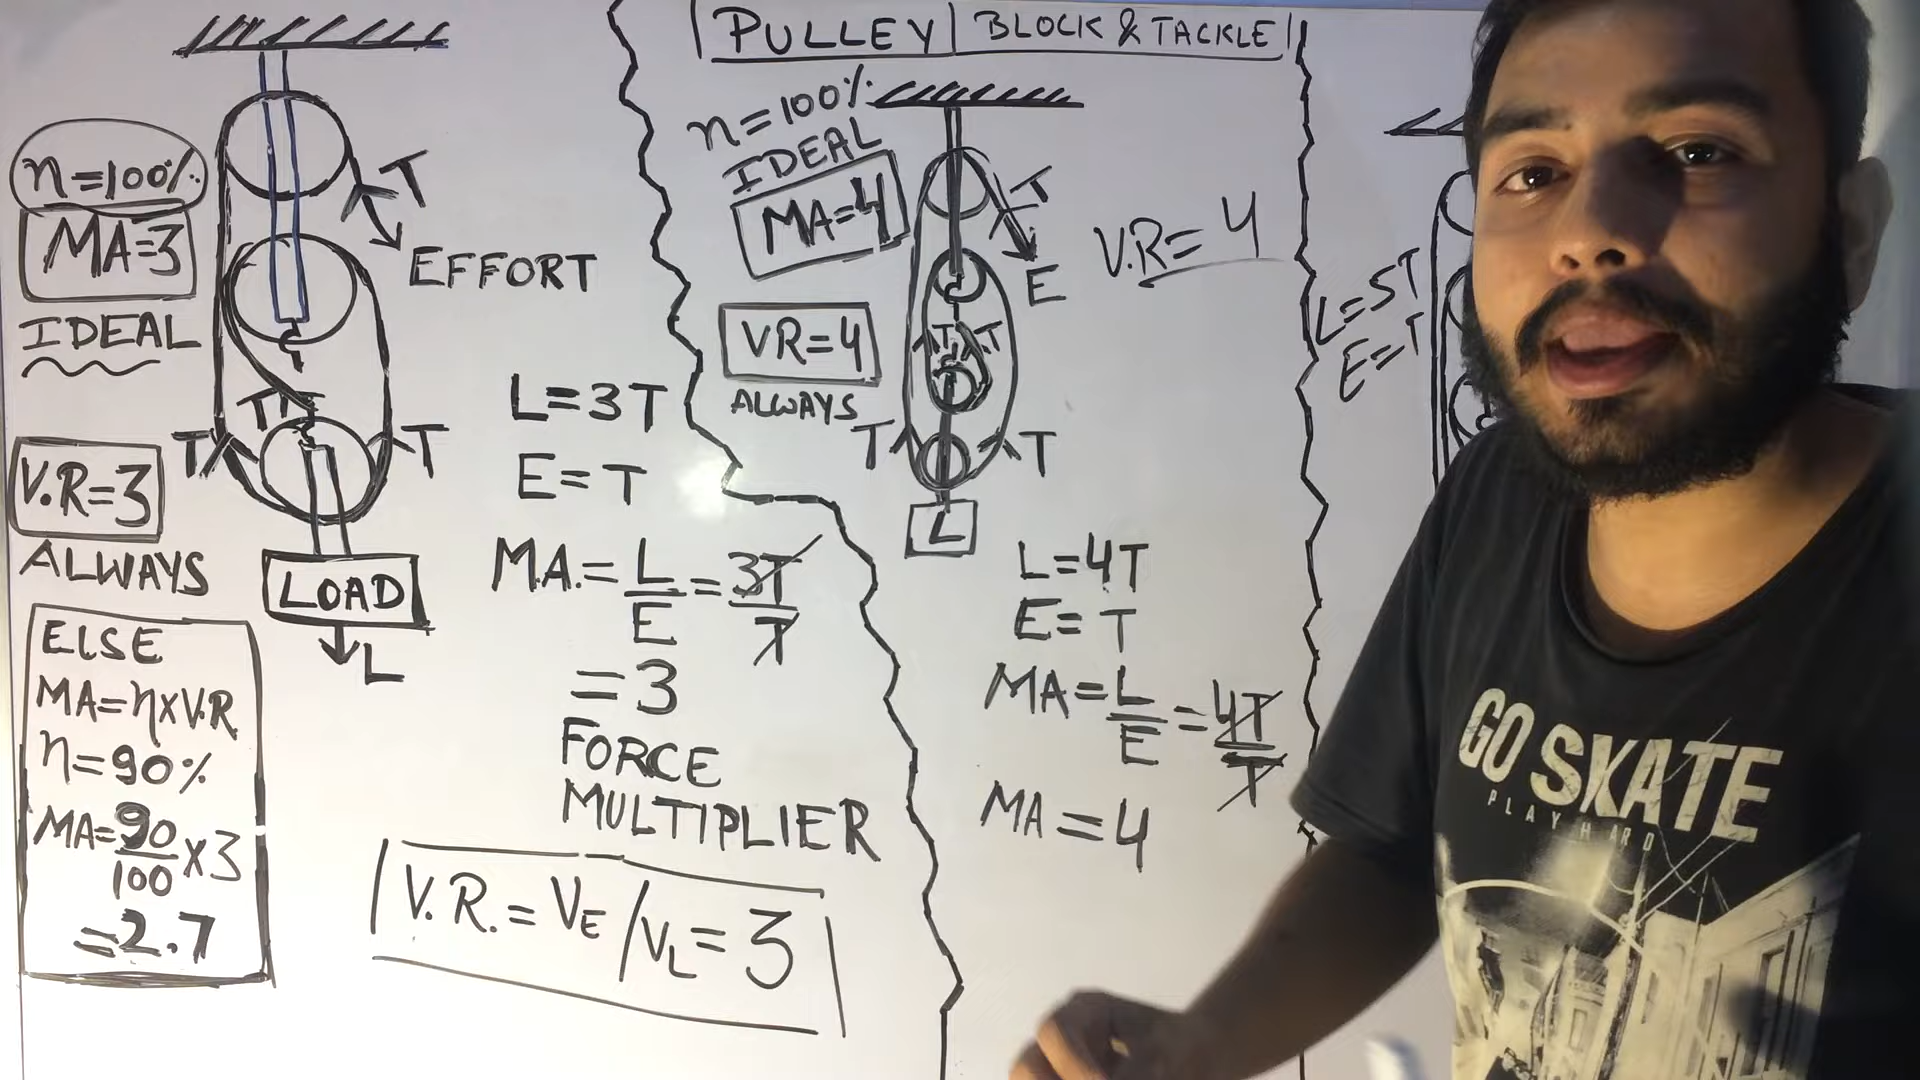 PULLEY | BLOCK & TACKLE
η=100%
MA=3
IDEAL
V.R=3
ALWAYS
ELSE
MA=ηxV.R
η=90%
MA=90/100 x3
=2.7
T
EFFORT
T
T
T
LOAD
L
L=3T
E=T
M.A.=L/E=3T/T
=3
FORCE
MULTIPLIER
V.R.=VE/VL=3
η=100%
IDEAL
MA=4
VR=4
ALWAYS
T
E
V.R=4
T
T
T
T
L
L=4T
E=T
MA=L/E=4T/T
MA=4
L=5T
E=T
GO SKATE
PLAY HARD